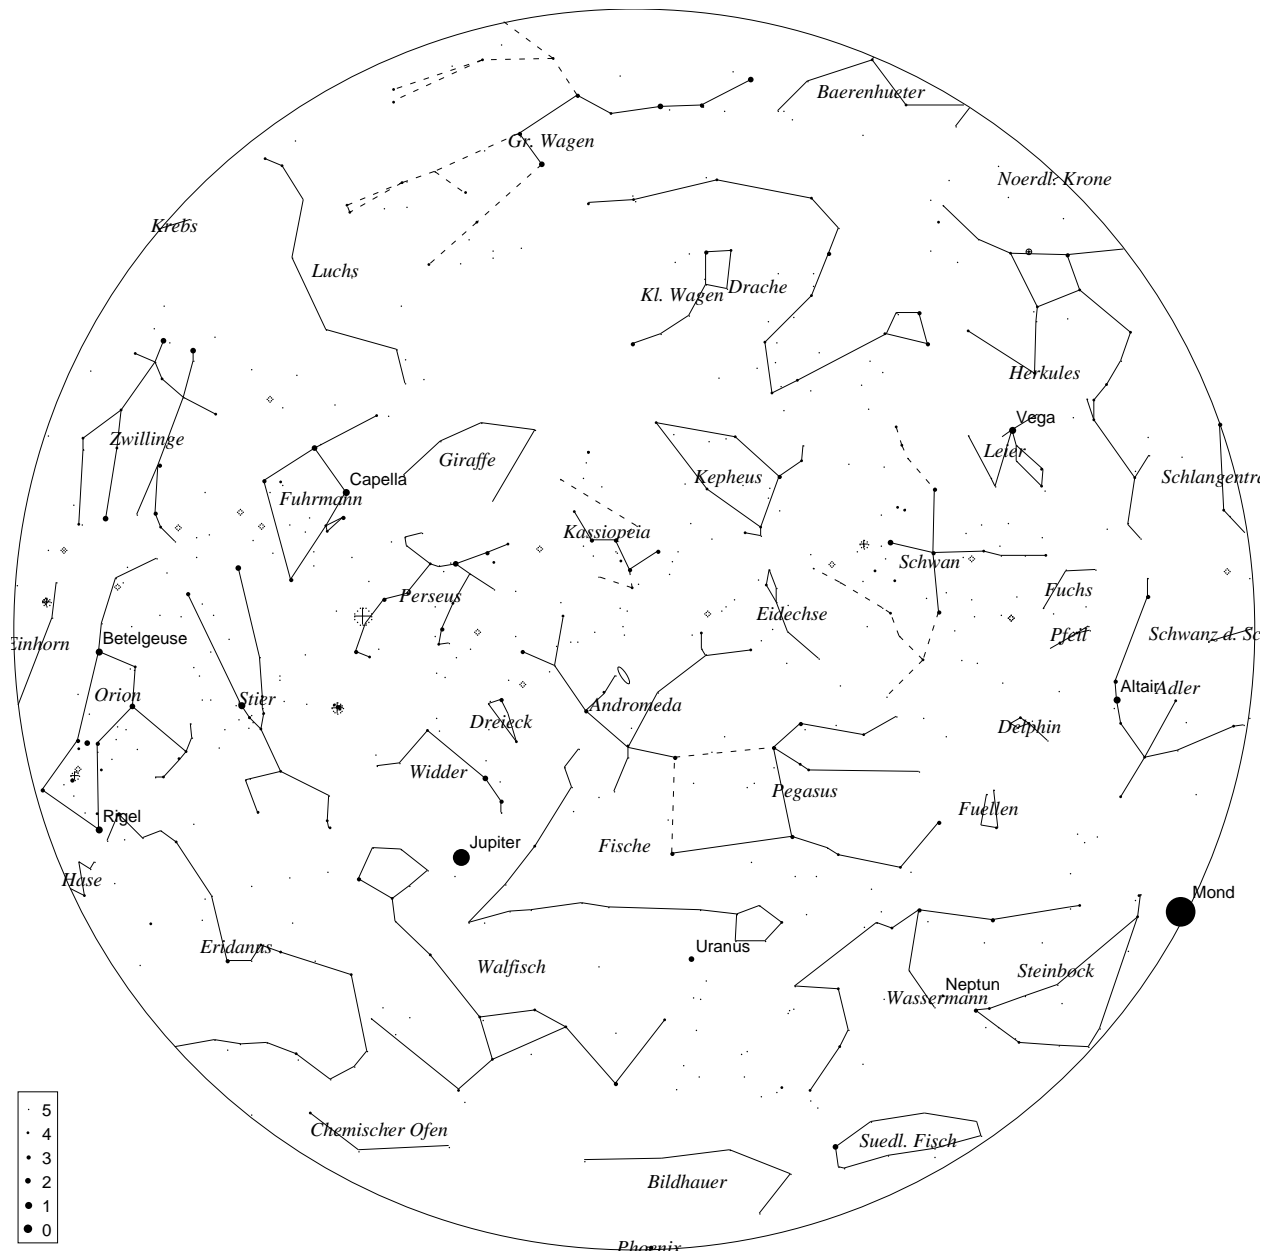 Baerenhueter
Gr. Wagen
Noerdl. Krone
Krebs
Luchs
Kl. Wagen
Drache
Herkules
Vega
Zwillinge
Leier
Giraffe
Kepheus
Schlangentr
Capella
Fuhrmann
Kassiopeia
Schwan
Fuchs
Perseus
Eidechse
Pfeil
Schwanz d. Sc
Einhorn
Betelgeuse
Orion
Stier
Andromeda
Altair
Adler
Dreieck
Delphin
Widder
Pegasus
Fuellen
Rigel
Jupiter
Fische
Hase
Mond
Eridanus
Uranus
Walfisch
Steinbock
Neptun
Wassermann
5
4
3
2
1
0
Chemischer Ofen
Suedl. Fisch
Bildhauer
Phoenix